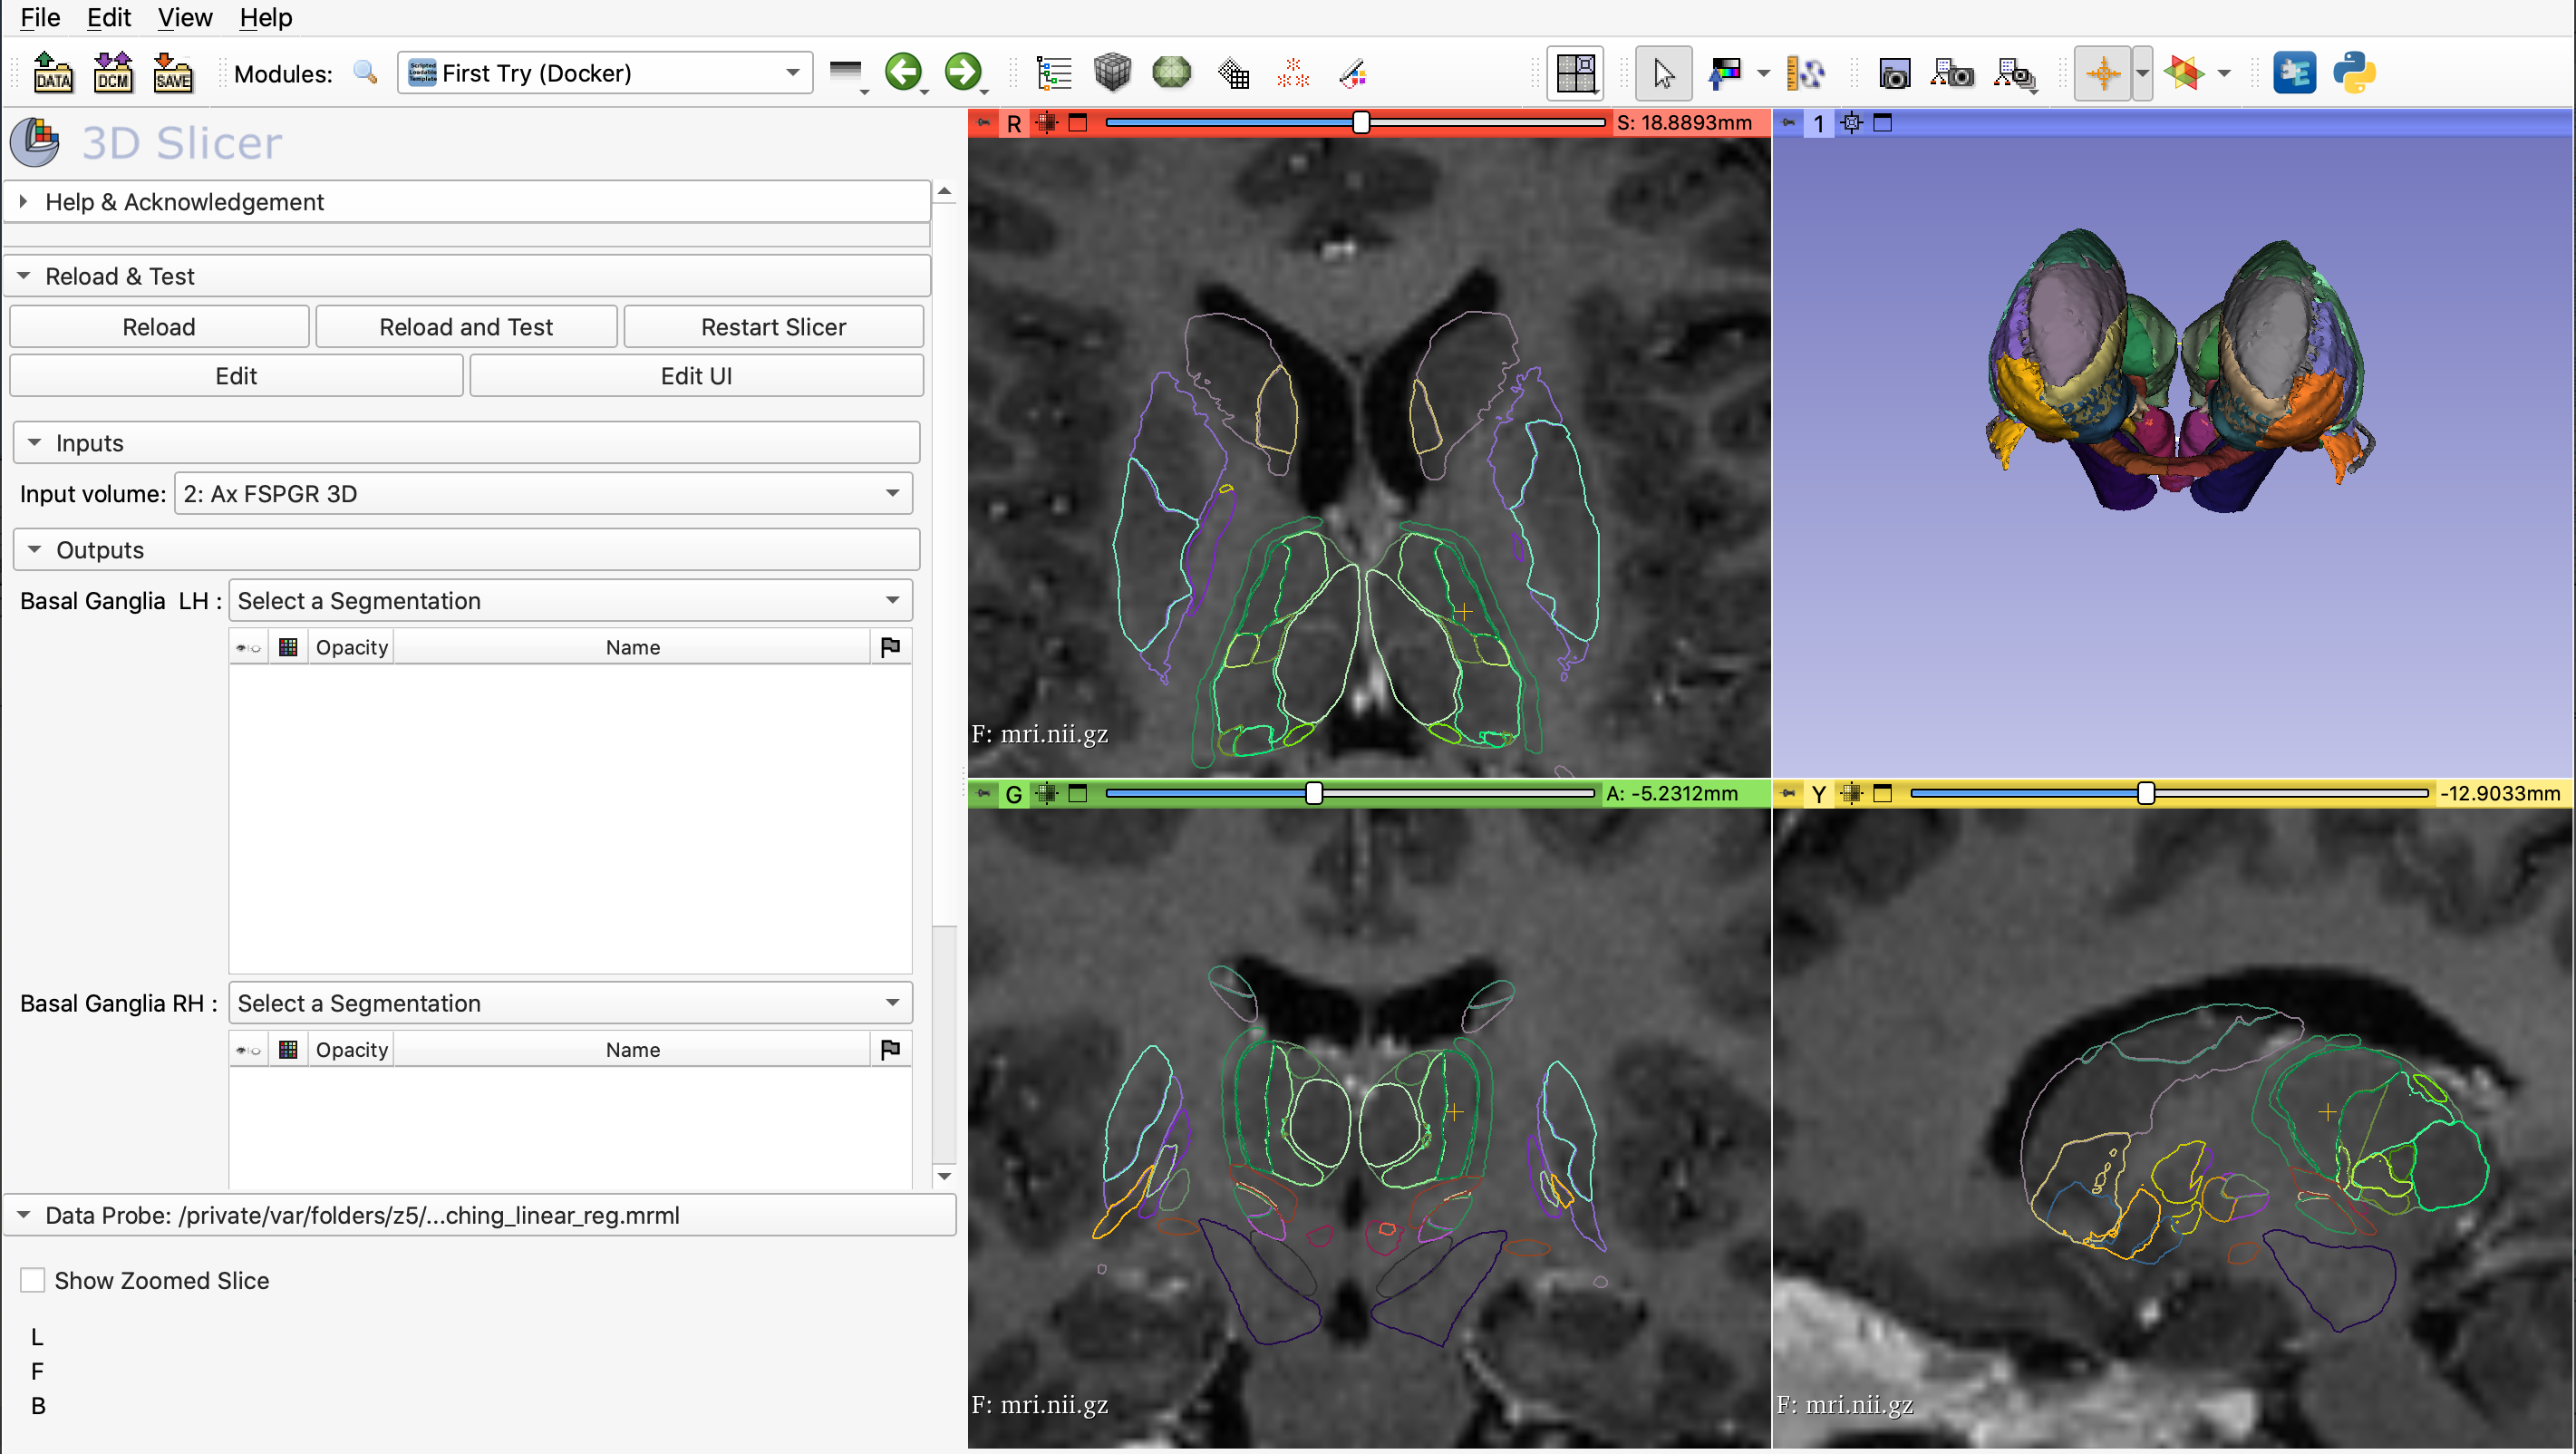 File Edit View Help
DATA DCM SAVE Modules: First Try (Docker)
3D Slicer
Help & Acknowledgement
Reload & Test
Reload Reload and Test Restart Slicer
Edit Edit UI
Inputs
Input volume: 2: Ax FSPGR 3D
Outputs
Basal Ganglia LH : Select a Segmentation
Opacity Name
Basal Ganglia RH : Select a Segmentation
Opacity Name
Data Probe: /private/var/folders/z5/...ching_linear_reg.mrml
Show Zoomed Slice
L
F
B
R S: 18.8893mm
F: mri.nii.gz
1
G A: -5.2312mm
F: mri.nii.gz
Y -12.9033mm
F: mri.nii.gz